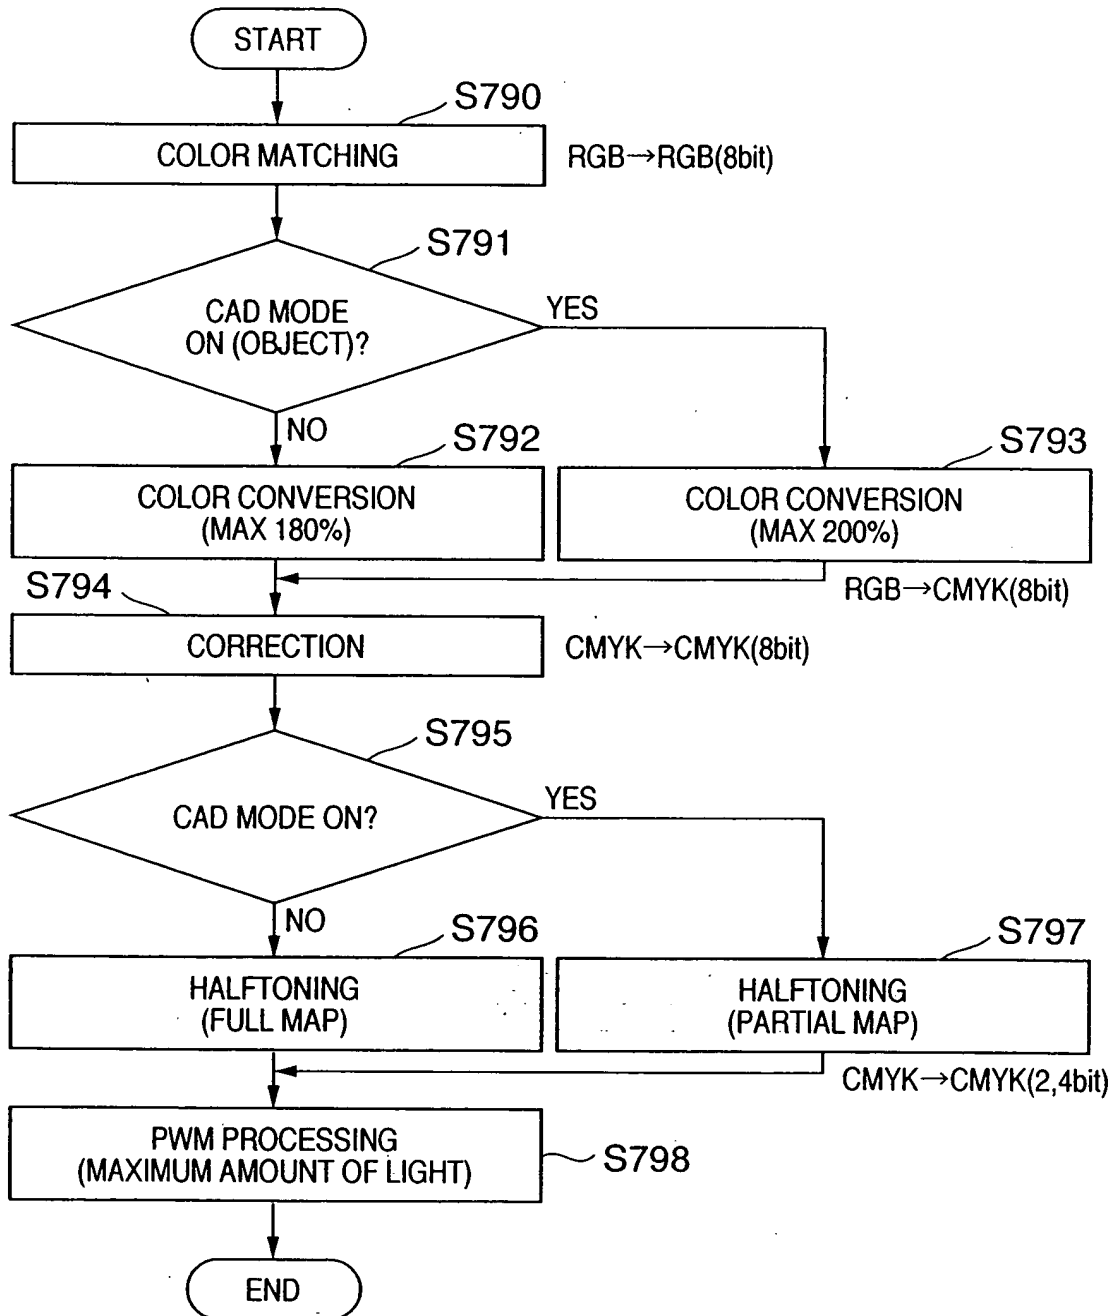 START
S790
COLOR MATCHING
RGB→RGB(8bit)
S791
CAD MODE
ON (OBJECT)?
YES
NO
S792
COLOR CONVERSION
(MAX 180%)
S793
COLOR CONVERSION
(MAX 200%)
RGB→CMYK(8bit)
S794
CORRECTION
CMYK→CMYK(8bit)
S795
CAD MODE ON?
YES
NO
S796
HALFTONING
(FULL MAP)
S797
HALFTONING
(PARTIAL MAP)
CMYK→CMYK(2,4bit)
PWM PROCESSING
(MAXIMUM AMOUNT OF LIGHT)
S798
END